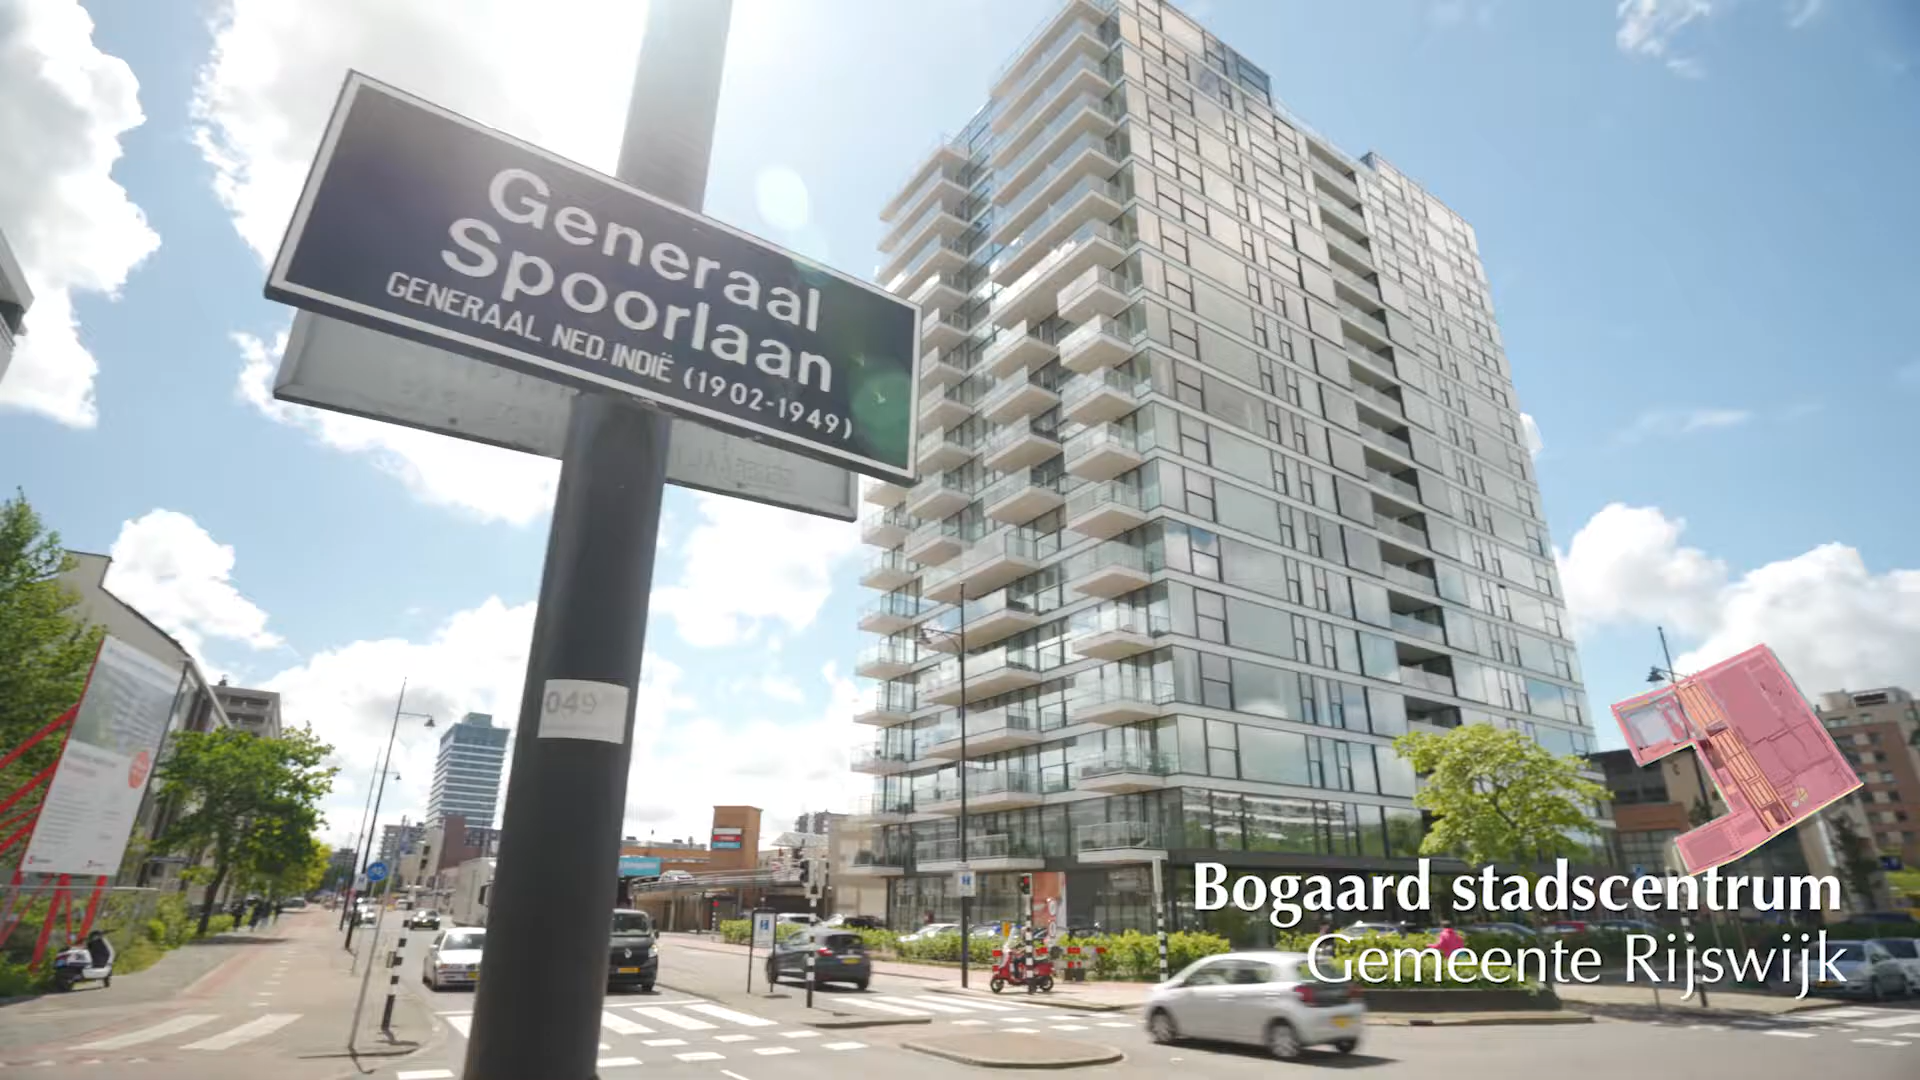 Generaal
Spoorlaan
GENERAAL NED. INDIË (1902-1949)
049
Bogaard stadscentrum
Gemeente Rijswijk